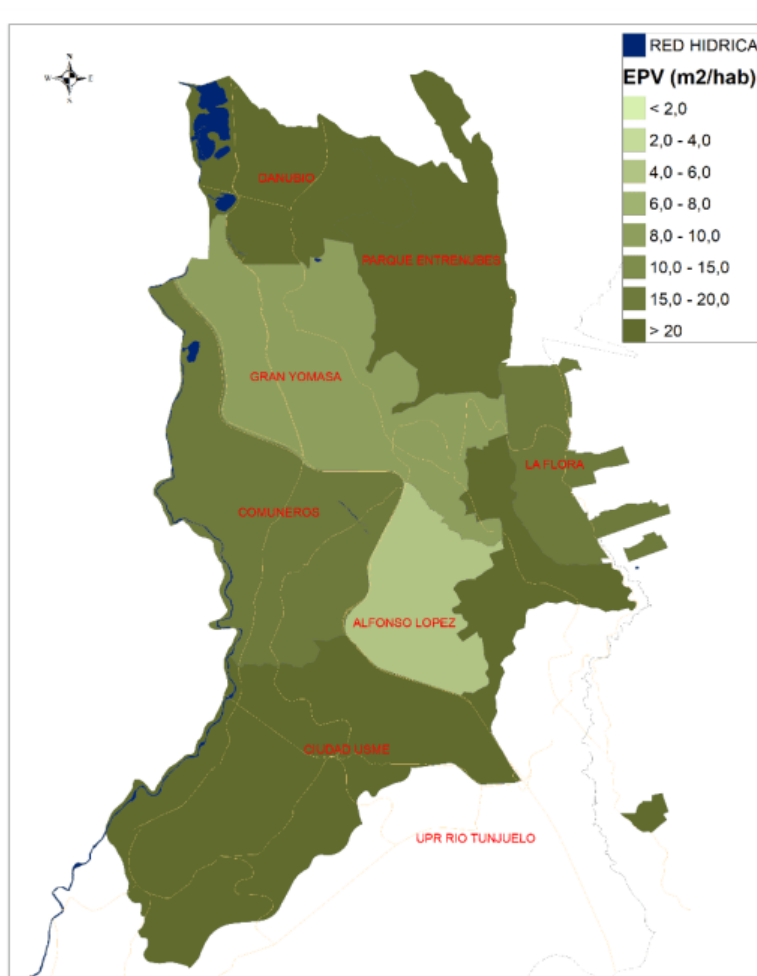 N
W E
S
RED HIDRICA
EPV (m2/hab)
< 2,0
2,0 - 4,0
4,0 - 6,0
6,0 - 8,0
8,0 - 10,0
10,0 - 15,0
15,0 - 20,0
> 20
DANUBIO
PARQUE ENTRENUBES
GRAN YOMASA
LA FLORA
COMUNEROS
ALFONSO LOPEZ
CIUDAD USME
UPR RIO TUNJUELO